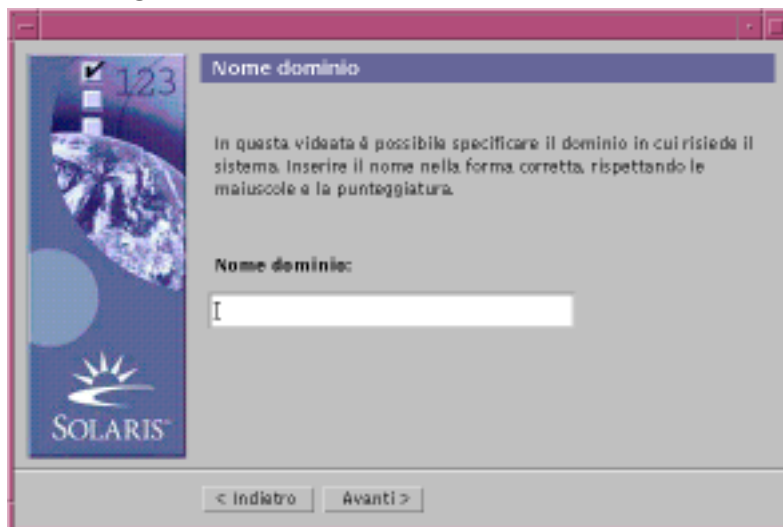 123
Nome dominio
In questa videata è possibile specificare il dominio in cui risiede il
sistema. Inserire il nome nella forma corretta, rispettando le
maiuscole e la punteggiatura.
Nome dominio:
SOLARIS
< Indietro
Avanti >